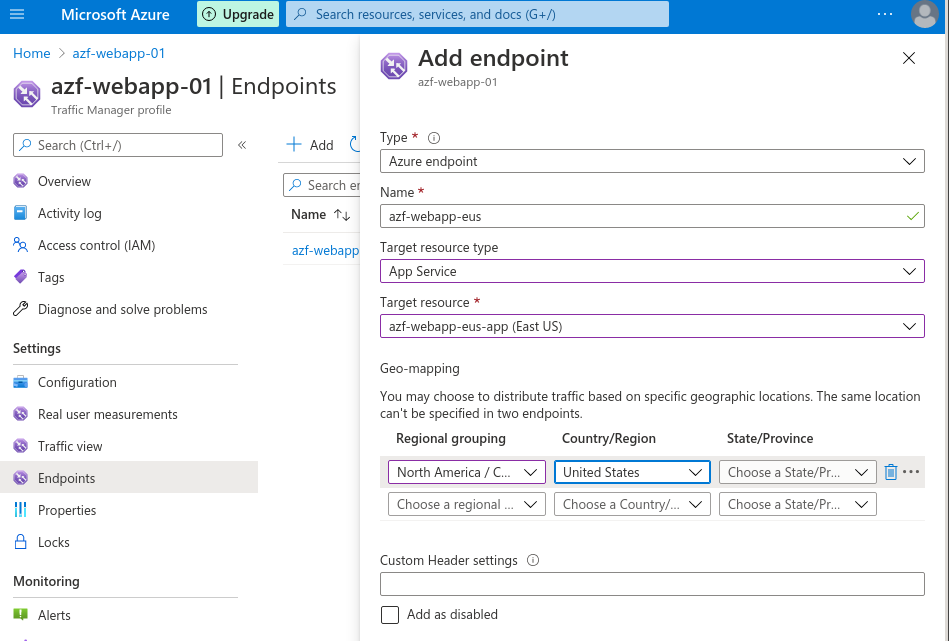 Microsoft Azure
Upgrade
Search resources, services, and docs (G+/)
Home > azf-webapp-01
azf-webapp-01 | Endpoints
Traffic Manager profile
Search (Ctrl+/)
Overview
Activity log
Access control (IAM)
Tags
Diagnose and solve problems
Settings
Configuration
Real user measurements
Traffic view
Endpoints
Properties
Locks
Monitoring
Alerts
Add
Search
Name
azf-webapp
Add endpoint
azf-webapp-01
Type *
Azure endpoint
Name *
azf-webapp-eus
Target resource type
App Service
Target resource *
azf-webapp-eus-app (East US)
Geo-mapping
You may choose to distribute traffic based on specific geographic locations. The same location
can't be specified in two endpoints.
Regional grouping Country/Region State/Province
North America / C... United States Choose a State/Pr...
Choose a regional ... Choose a Country/... Choose a State/Pr...
Custom Header settings
Add as disabled